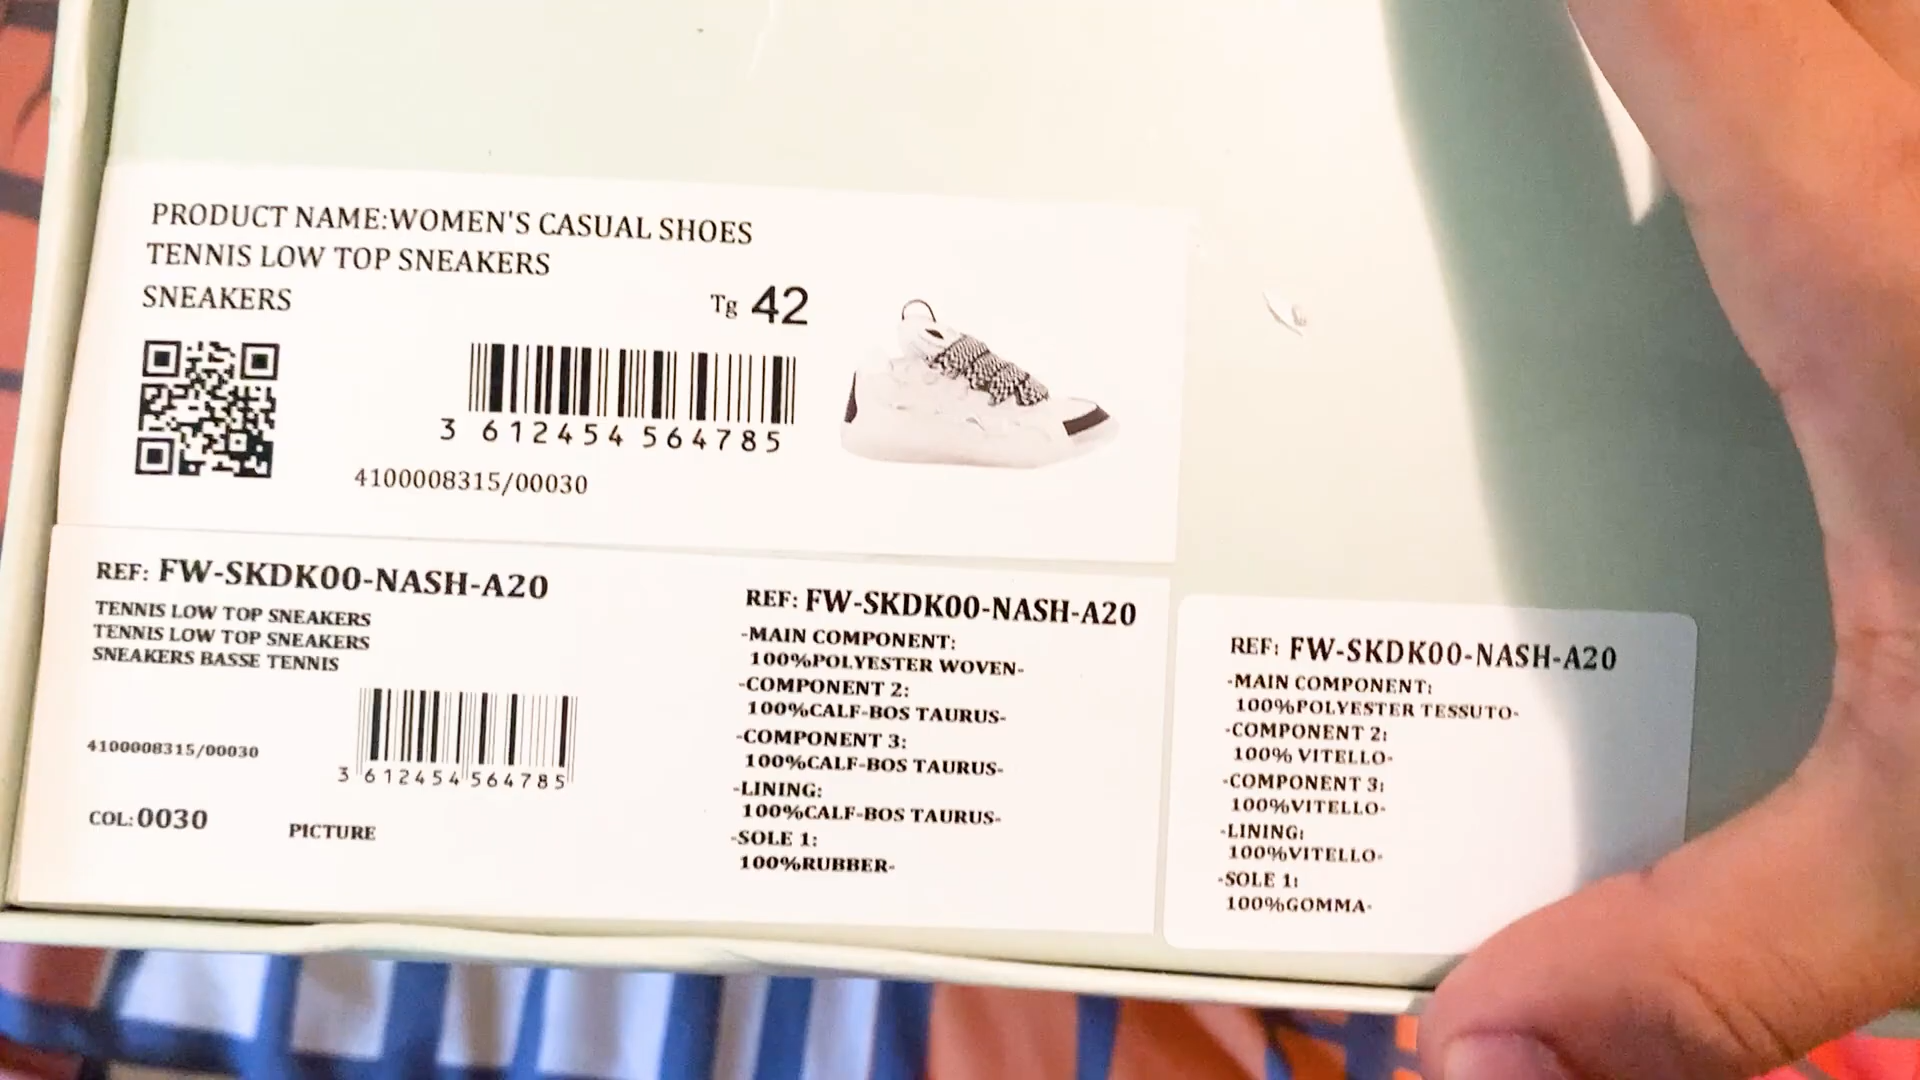 PRODUCT NAME:WOMEN'S CASUAL SHOES
TENNIS LOW TOP SNEAKERS
SNEAKERS
Tg 42
3 612454 564785
4100008315/00030
REF: FW-SKDK00-NASH-A20
TENNIS LOW TOP SNEAKERS
TENNIS LOW TOP SNEAKERS
SNEAKERS BASSE TENNIS
4100008315/00030
3 612454 564785
COL:0030
PICTURE
REF: FW-SKDK00-NASH-A20
-MAIN COMPONENT:
100%POLYESTER WOVEN-
-COMPONENT 2:
100%CALF-BOS TAURUS-
-COMPONENT 3:
100%CALF-BOS TAURUS-
-LINING:
100%CALF-BOS TAURUS-
-SOLE 1:
100%RUBBER-
REF: FW-SKDK00-NASH-A20
-MAIN COMPONENT:
100%POLYESTER TESSUTO-
-COMPONENT 2:
100% VITELLO-
-COMPONENT 3:
100%VITELLO-
-LINING:
100%VITELLO-
-SOLE 1:
100%GOMMA-